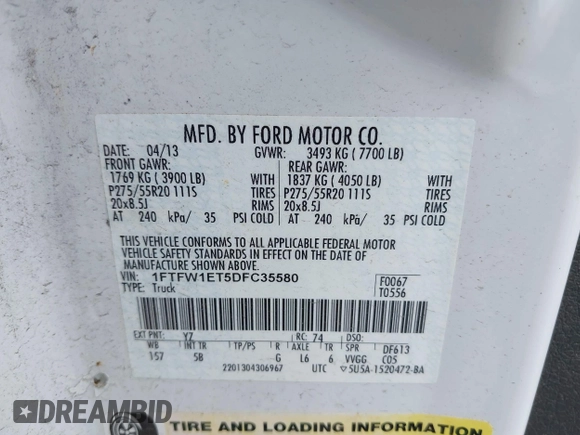 MFD. BY FORD MOTOR CO.
DATE: 04/13 GVWR: 3493 KG ( 7700 LB)
FRONT GAWR: REAR GAWR:
1769 KG ( 3900 LB) WITH 1837 KG ( 4050 LB) WITH
P275/55R20 111S TIRES P275/55R20 111S TIRES
20x8.5J RIMS 20x8.5J RIMS
AT 240 kPa/ 35 PSI COLD AT 240 kPa/ 35 PSI COLD
THIS VEHICLE CONFORMS TO ALL APPLICABLE FEDERAL MOTOR
VEHICLE SAFETY STANDARDS IN EFFECT ON THE DATE OF
MANUFACTURE SHOWN ABOVE.
VIN: 1FTFW1ET5DFC35580 F0067
TYPE: Truck T0556
EXT PNT: Y7 RC: 74 DSO:
WB INT TR TP/PS R AXLE TR SPR DF613
157 SB G L6 6 VVGG C05
2201304306967 UTC ▽5U5A-1520472-BA
TIRE AND LOADING INFORMATION
DREAMBID